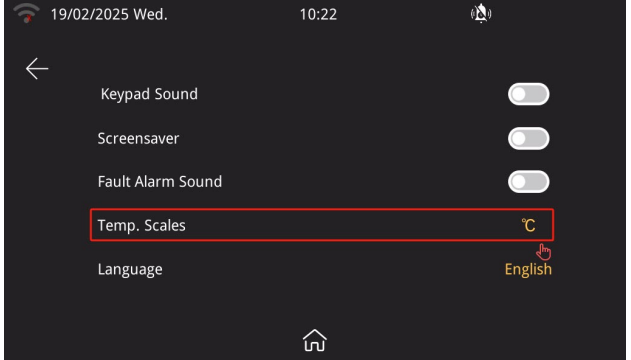 19/02/2025 Wed. 10:22
Keypad Sound
Screensaver
Fault Alarm Sound
Temp. Scales ℃
Language English